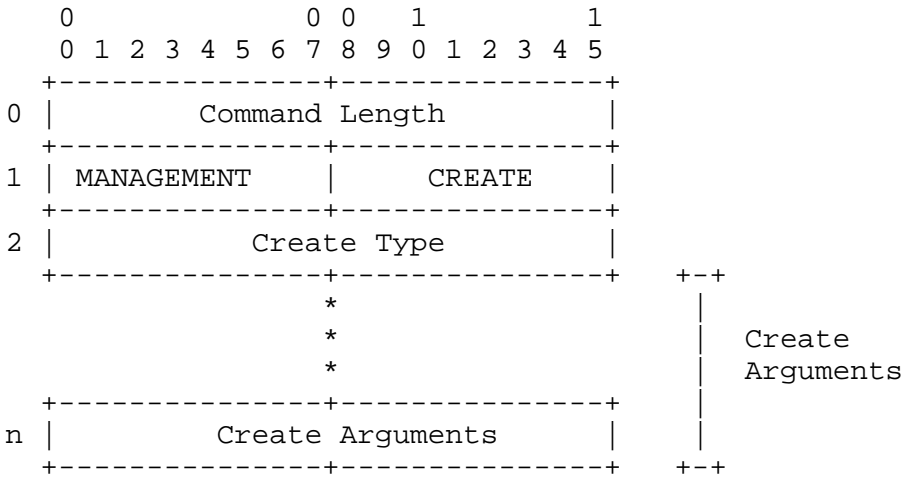 0             0 0   1         1
0 1 2 3 4 5 6 7 8 9 0 1 2 3 4 5
+---------------+---------------+
0 |        Command Length         |
+---------------+---------------+
1 | MANAGEMENT    |     CREATE    |
+---------------+---------------+
2 |           Create Type         |
+---------------+---------------+   +-+
*                    |
*                    |  Create
*                    |  Arguments
+---------------+---------------+    |
n |         Create Arguments      |    |
+---------------+---------------+   +-+